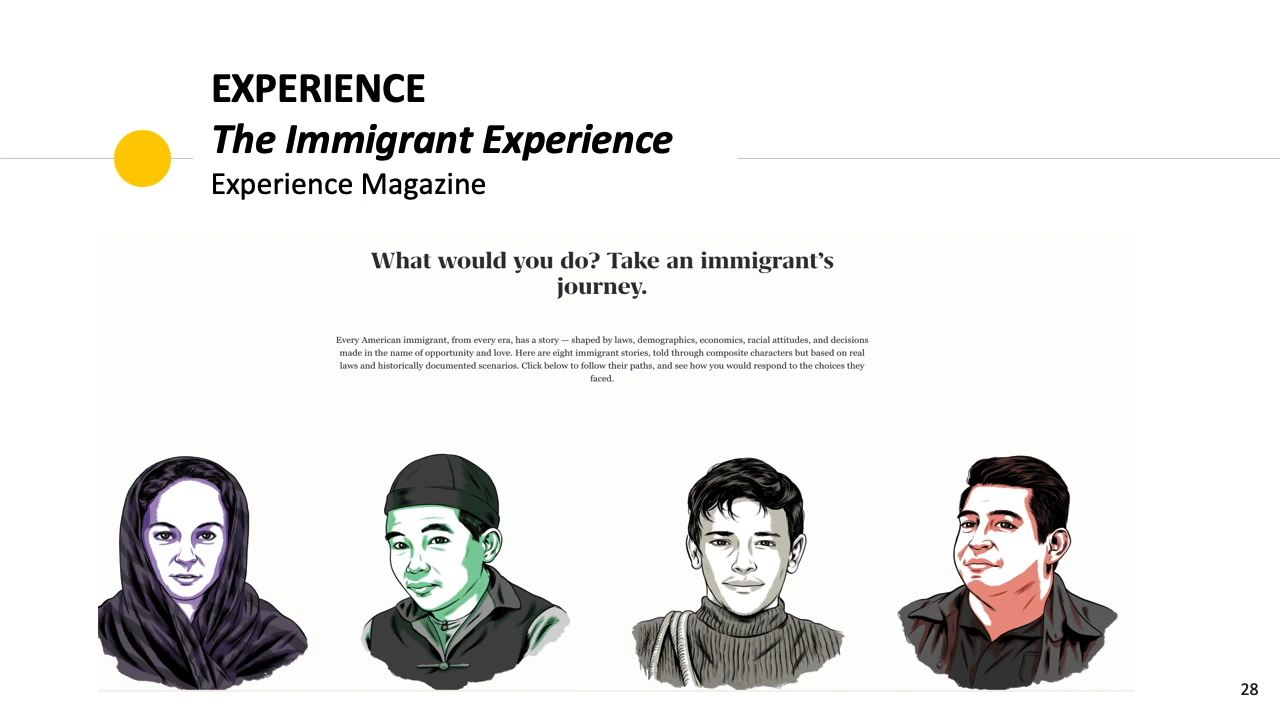 EXPERIENCE
The Immigrant Experience
Experience Magazine
What would you do? Take an immigrant’s
journey.
Every American immigrant, from every era, has a story — shaped by laws, demographics, economics, racial attitudes, and decisions
made in the name of opportunity and love. Here are eight immigrant stories, told through composite characters but based on real
laws and historically documented scenarios. Click below to follow their paths, and see how you would respond to the choices they
faced.
28